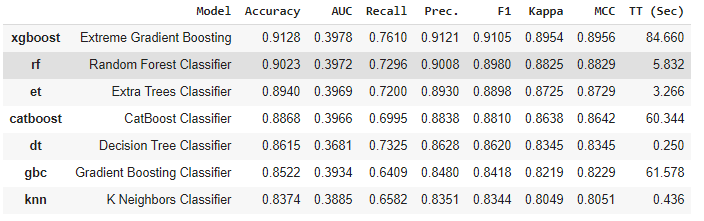 Model Accuracy AUC Recall Prec. F1 Kappa MCC TT (Sec)
xgboost Extreme Gradient Boosting 0.9128 0.3978 0.7610 0.9121 0.9105 0.8954 0.8956 84.660
rf Random Forest Classifier 0.9023 0.3972 0.7296 0.9008 0.8980 0.8825 0.8829 5.832
et Extra Trees Classifier 0.8940 0.3969 0.7200 0.8930 0.8898 0.8725 0.8729 3.266
catboost CatBoost Classifier 0.8868 0.3966 0.6995 0.8838 0.8810 0.8638 0.8642 60.344
dt Decision Tree Classifier 0.8615 0.3681 0.7325 0.8628 0.8620 0.8345 0.8345 0.250
gbc Gradient Boosting Classifier 0.8522 0.3934 0.6409 0.8480 0.8418 0.8219 0.8229 61.578
knn K Neighbors Classifier 0.8374 0.3885 0.6582 0.8351 0.8344 0.8049 0.8051 0.436